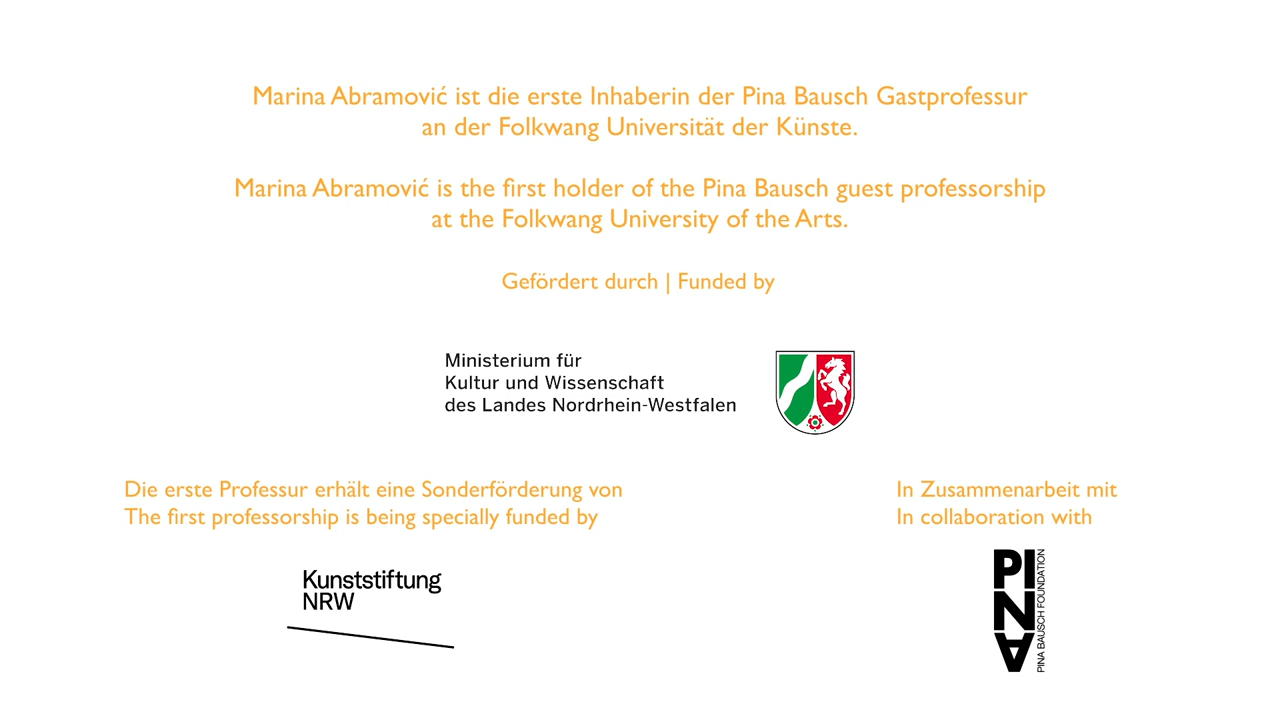 Marina Abramović ist die erste Inhaberin der Pina Bausch Gastprofessur
an der Folkwang Universität der Künste.
Marina Abramović is the first holder of the Pina Bausch guest professorship
at the Folkwang University of the Arts.
Gefördert durch | Funded by
Ministerium für
Kultur und Wissenschaft
des Landes Nordrhein-Westfalen
Die erste Professur erhält eine Sonderförderung von
The first professorship is being specially funded by
Kunststiftung
NRW
In Zusammenarbeit mit
In collaboration with
PI
N
A
PINA BAUSCH FOUNDATION